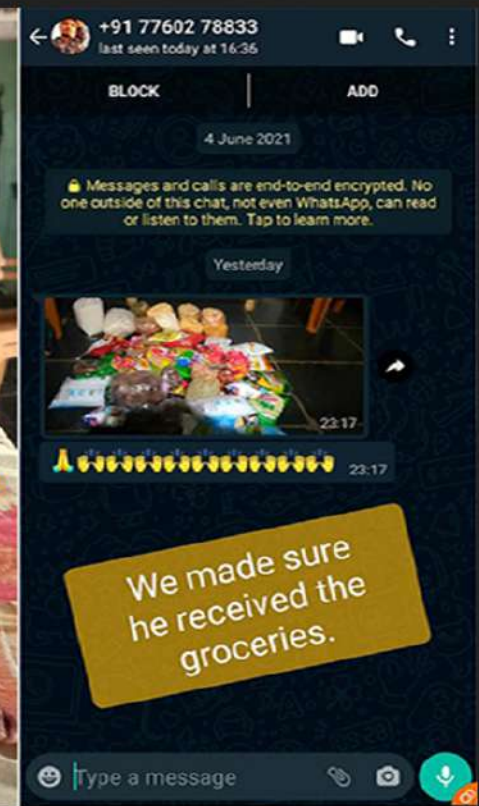 +91 77602 78833
last seen today at 16:36
BLOCK
ADD
4 June 2021
Messages and calls are end-to-end encrypted. No
one outside of this chat, not even WhatsApp, can read
or listen to them. Tap to learn more.
Yesterday
23:17
23:17
We made sure
he received the
groceries.
Type a message